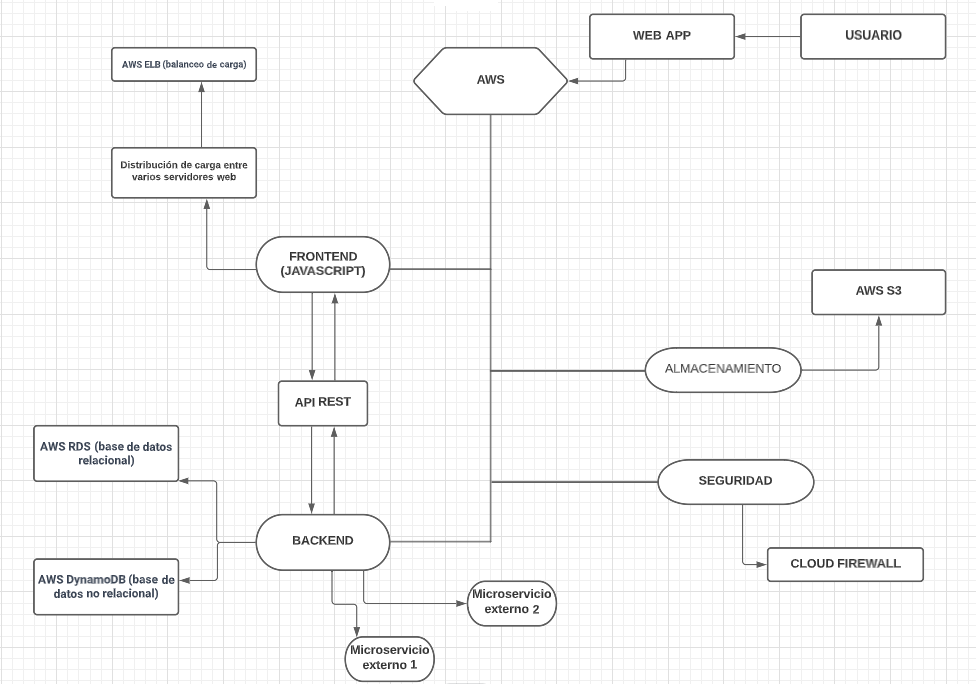 WEB APP
USUARIO
AWS ELB (balanceo de carga)
AWS
Distribución de carga entre
varios servidores web
FRONTEND
(JAVASCRIPT)
AWS S3
ALMACENAMIENTO
API REST
AWS RDS (base de datos
relacional)
SEGURIDAD
BACKEND
CLOUD FIREWALL
AWS DynamoDB (base de
datos no relacional)
Microservicio
externo 2
Microservicio
externo 1